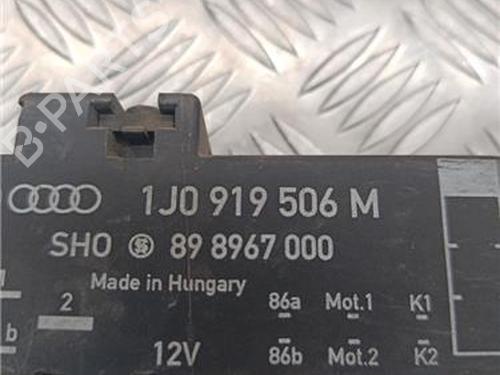 B-PARTS
1J0 919 506 M
SHO 89 8967 000
Made in Hungary
2
86a Mot.1 K1
b
12V 86b Mot.2 K2